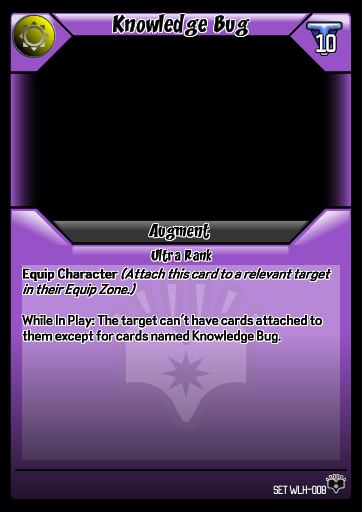 Knowledge Bug
10
Augment
Ultra Rank
Equip Character (Attach this card to a relevant target
in their Equip Zone.)
While In Play: The target can't have cards attached to
them except for cards named Knowledge Bug.
SET WLH-008